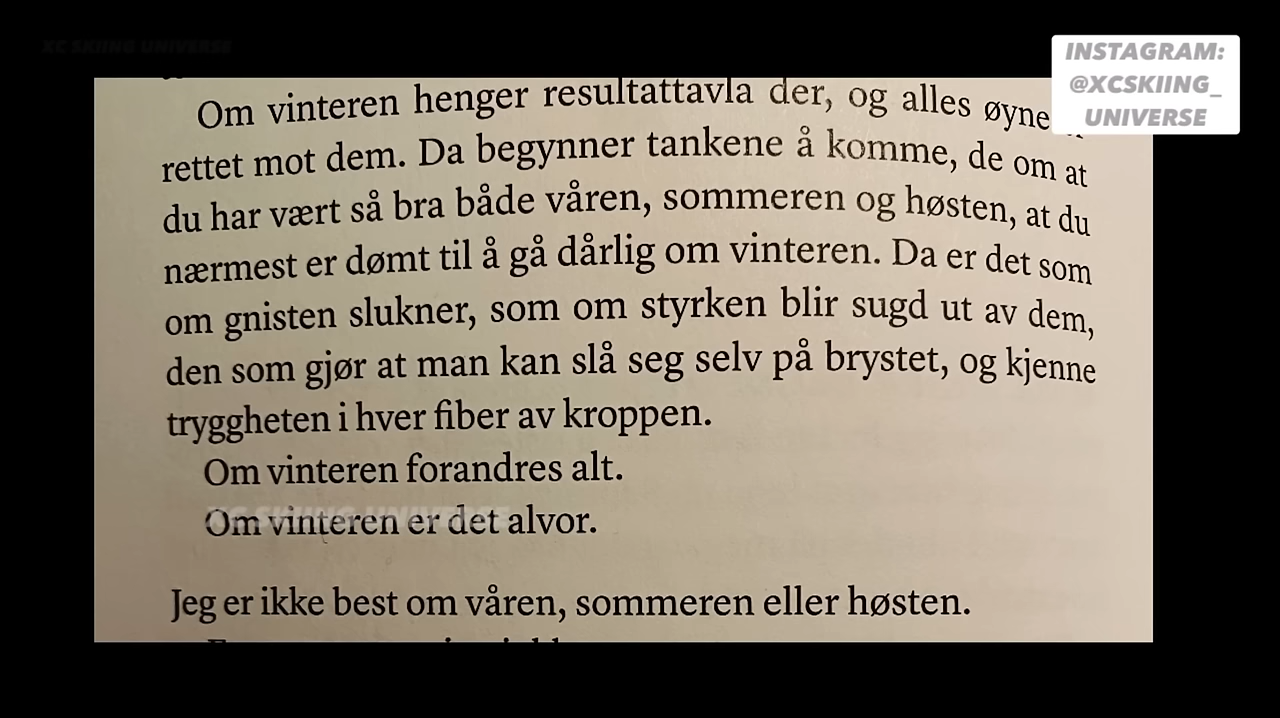 XC SKIING UNIVERSE
INSTAGRAM:
@XCSKIING_
UNIVERSE
Om vinteren henger resultattavla der, og alles øyne
rettet mot dem. Da begynner tankene å komme, de om at
du har vært så bra både våren, sommeren og høsten, at du
nærmest er dømt til å gå dårlig om vinteren. Da er det som
om gnisten slukner, som om styrken blir sugd ut av dem,
den som gjør at man kan slå seg selv på brystet, og kjenne
tryggheten i hver fiber av kroppen.
Om vinteren forandres alt.
XC SKIING UNIVERSE
Om vinteren er det alvor.
Jeg er ikke best om våren, sommeren eller høsten.